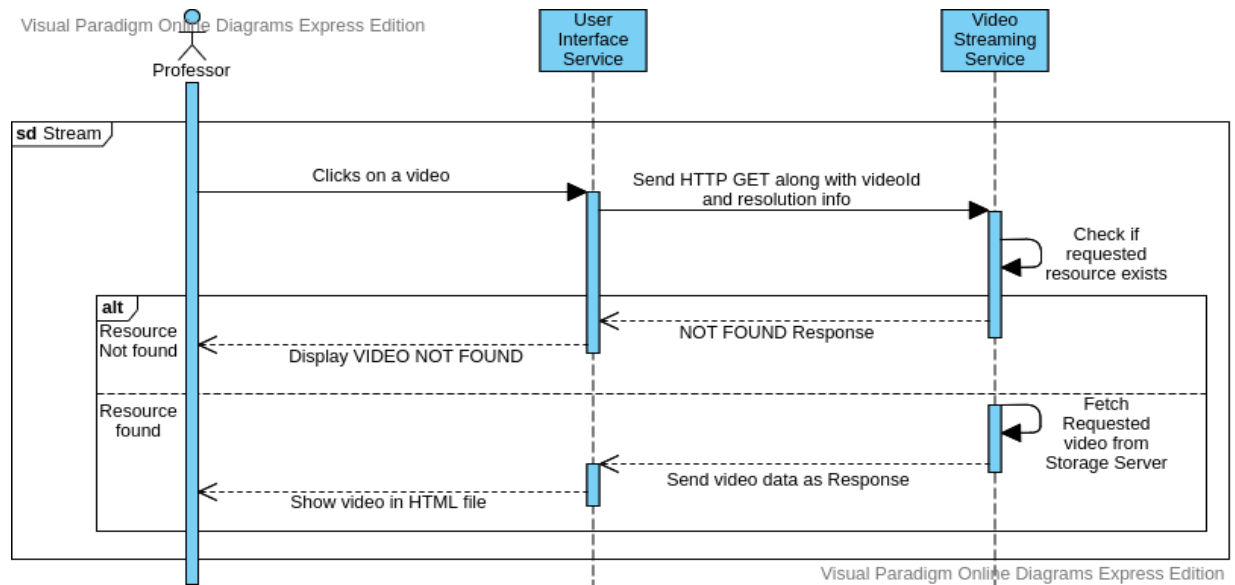 Visual Paradigm Online Diagrams Express Edition
Professor
User
Interface
Service
Video
Streaming
Service
sd Stream
Clicks on a video
Send HTTP GET along with videoId
and resolution info
Check if
requested
resource exists
alt
Resource
Not found
NOT FOUND Response
Display VIDEO NOT FOUND
Resource
found
Fetch
Requested
video from
Storage Server
Send video data as Response
Show video in HTML file
Visual Paradigm Online Diagrams Express Edition